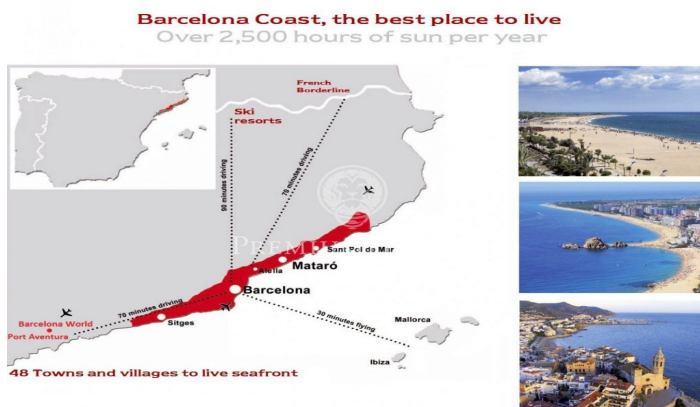 Barcelona Coast, the best place to live
Over 2,500 hours of sun per year
French
Borderline
Ski
resorts
90 minutes driving
70 minutes driving
PREMIU
Sant Pol de Mar
Mataró
Alella
Barcelona
70 minutes driving
30 minutes flying
Barcelona World
Port Aventura
Sitges
Mallorca
Ibiza
48 Towns and villages to live seafront